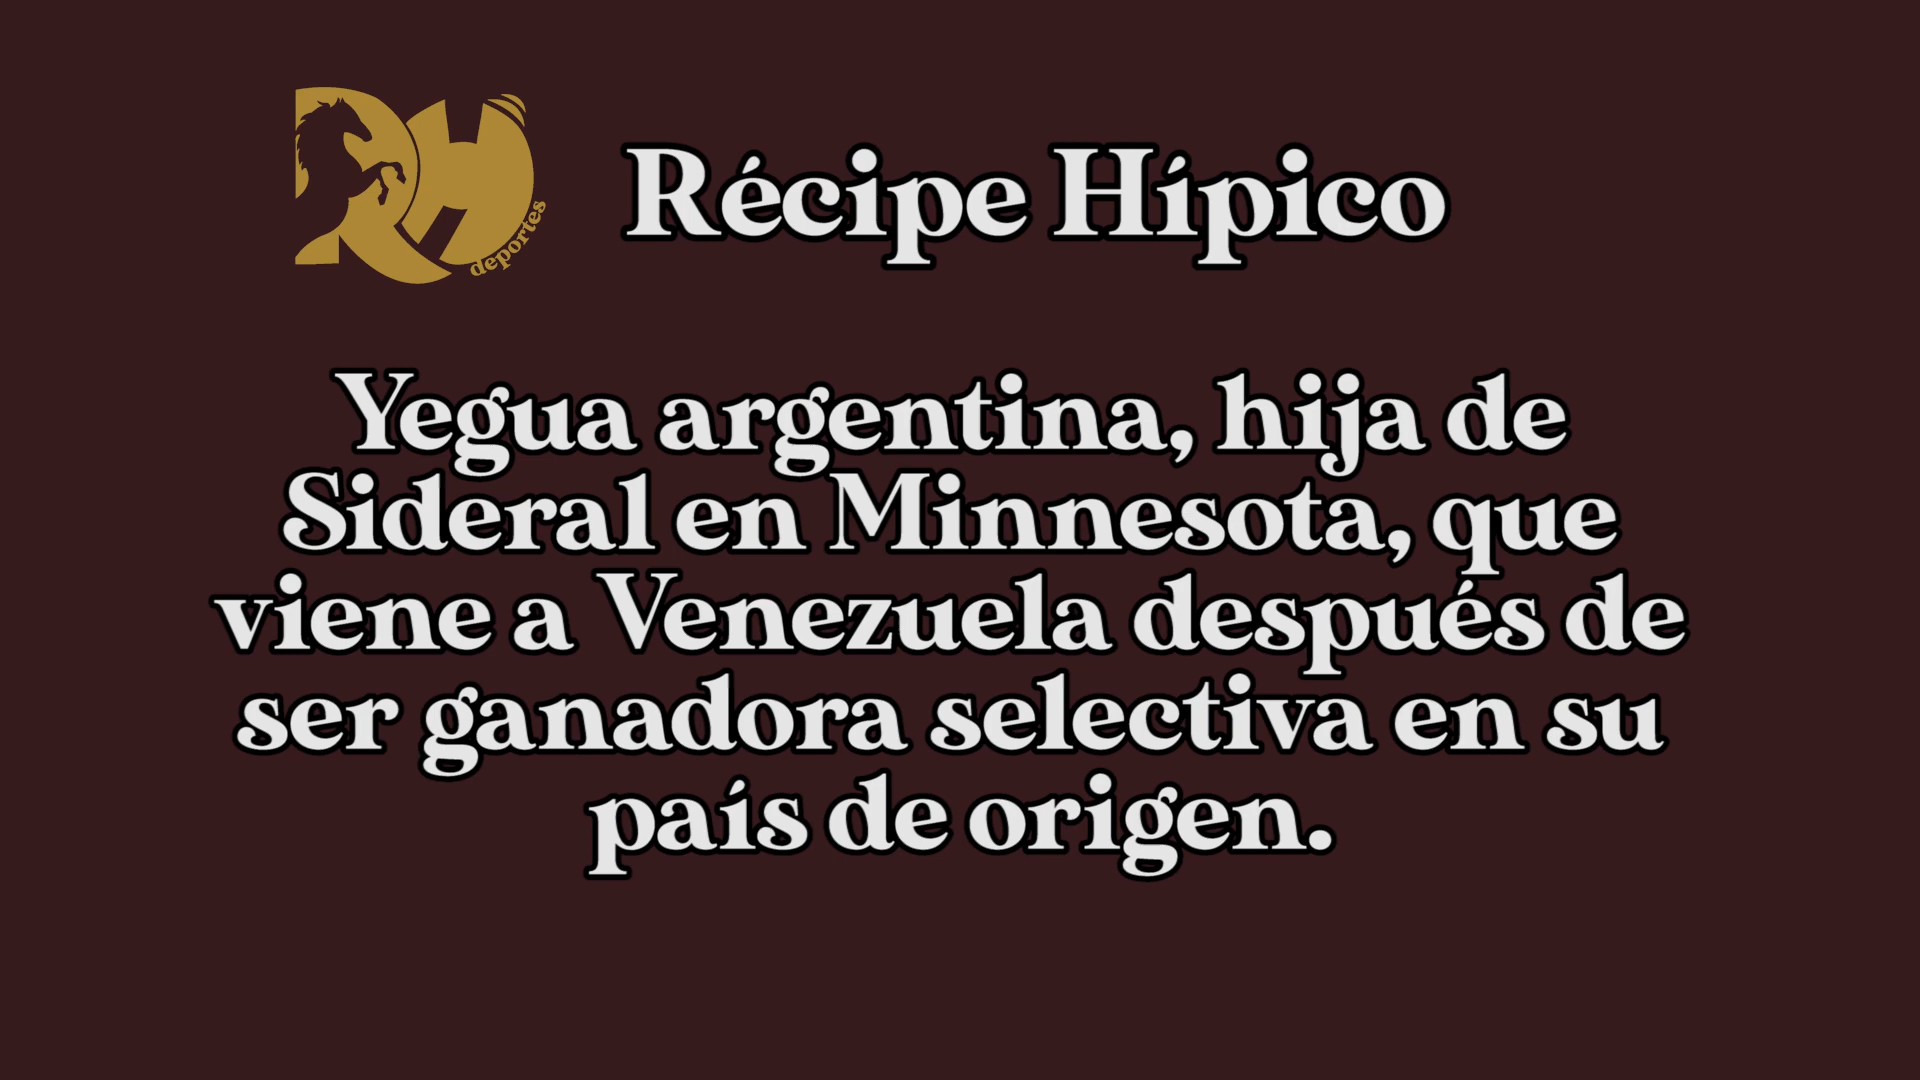 RH
deportes
Récipe Hípico
Yegua argentina, hija de
Sideral en Minnesota, que
viene a Venezuela después de
ser ganadora selectiva en su
país de origen.